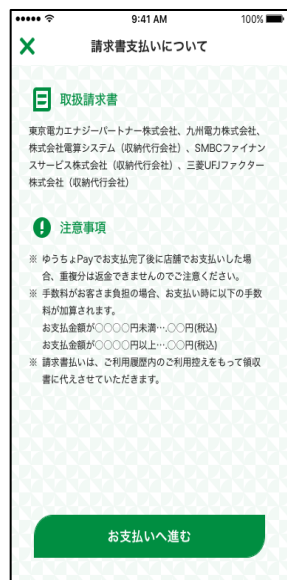 9:41 AM 100%
請求書支払いについて
取扱請求書
東京電力エナジーパートナー株式会社、九州電力株式会社、
株式会社電算システム（収納代行会社）、SMBCファイナン
スサービス株式会社（収納代行会社）、三菱UFJファクター
株式会社（収納代行会社）
注意事項
※ ゆうちょPayでお支払完了後に店舗でお支払いした場
合、重複分は返金できませんのでご注意ください。
※ 手数料がお客さま負担の場合、お支払い時に以下の手数
料が加算されます。
お支払金額が○○○○円未満…○○円(税込)
お支払金額が○○○○円以上…○○円(税込)
※ 請求書払いは、ご利用履歴内のご利用控えをもって領収
書に代えさせていただきます。
お支払いへ進む